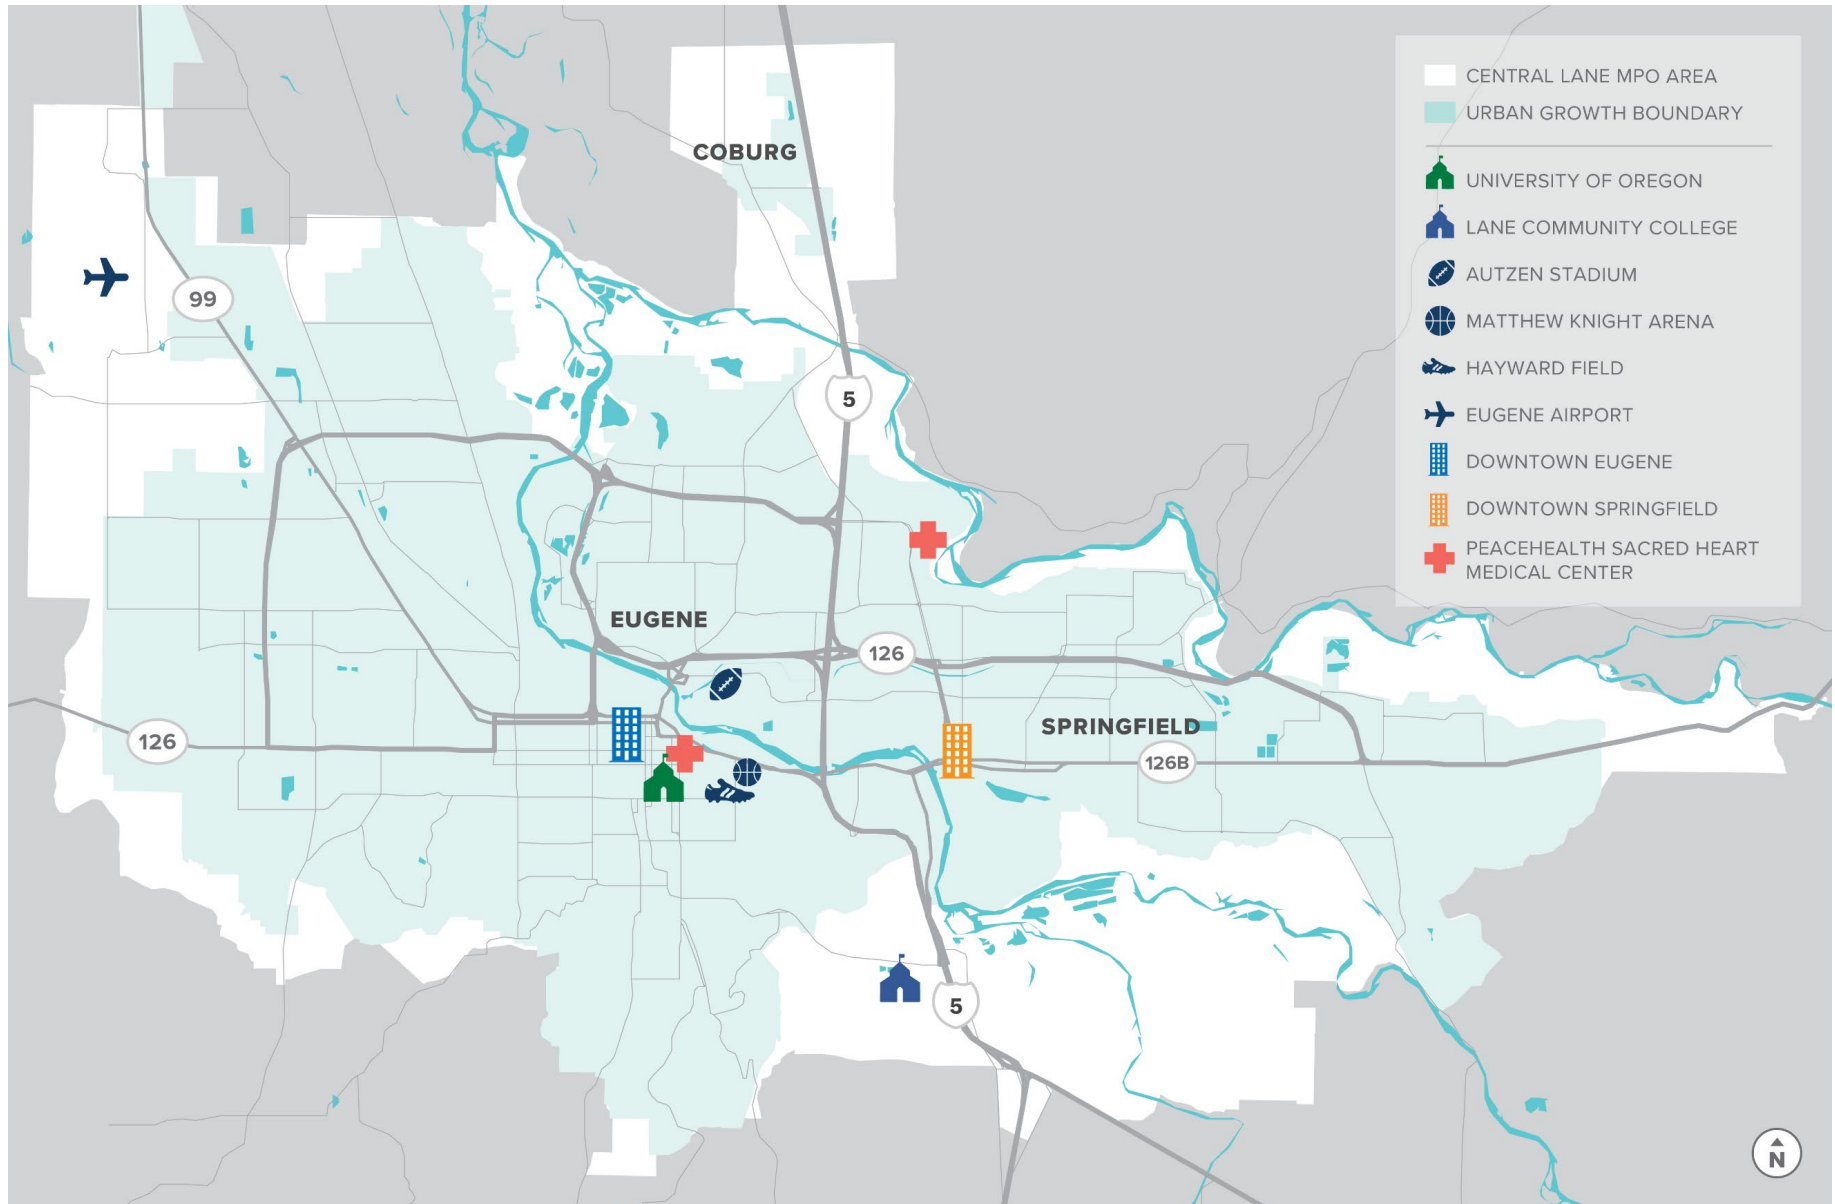 CENTRAL LANE MPO AREA
URBAN GROWTH BOUNDARY
UNIVERSITY OF OREGON
LANE COMMUNITY COLLEGE
AUTZEN STADIUM
MATTHEW KNIGHT ARENA
HAYWARD FIELD
EUGENE AIRPORT
DOWNTOWN EUGENE
DOWNTOWN SPRINGFIELD
PEACEHEALTH SACRED HEART
MEDICAL CENTER
COBURG
99
5
EUGENE
126
SPRINGFIELD
126
126B
5
N